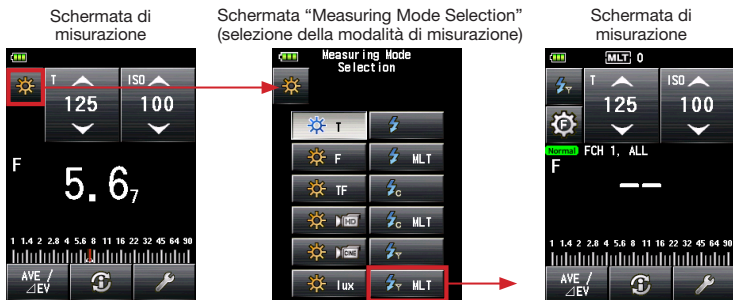 Schermata di
misurazione
Schermata “Measuring Mode Selection”
(selezione della modalità di misurazione)
Schermata di
misurazione
T
125
ISO
100
F
5. 6 7
1 1.4 2 2.8 4 5.6 8 11 16 22 32 45 64 90
AVE /
⊿EV
Measuring Mode
Selection
T
F
MLT
TF
C
HD
C MLT
CINE
lux
MLT
MLT 0
T
125
ISO
100
F
Normal FCH 1, ALL
F
--
1 1.4 2 2.8 4 5.6 8 11 16 22 32 45 64 90
AVE /
⊿EV